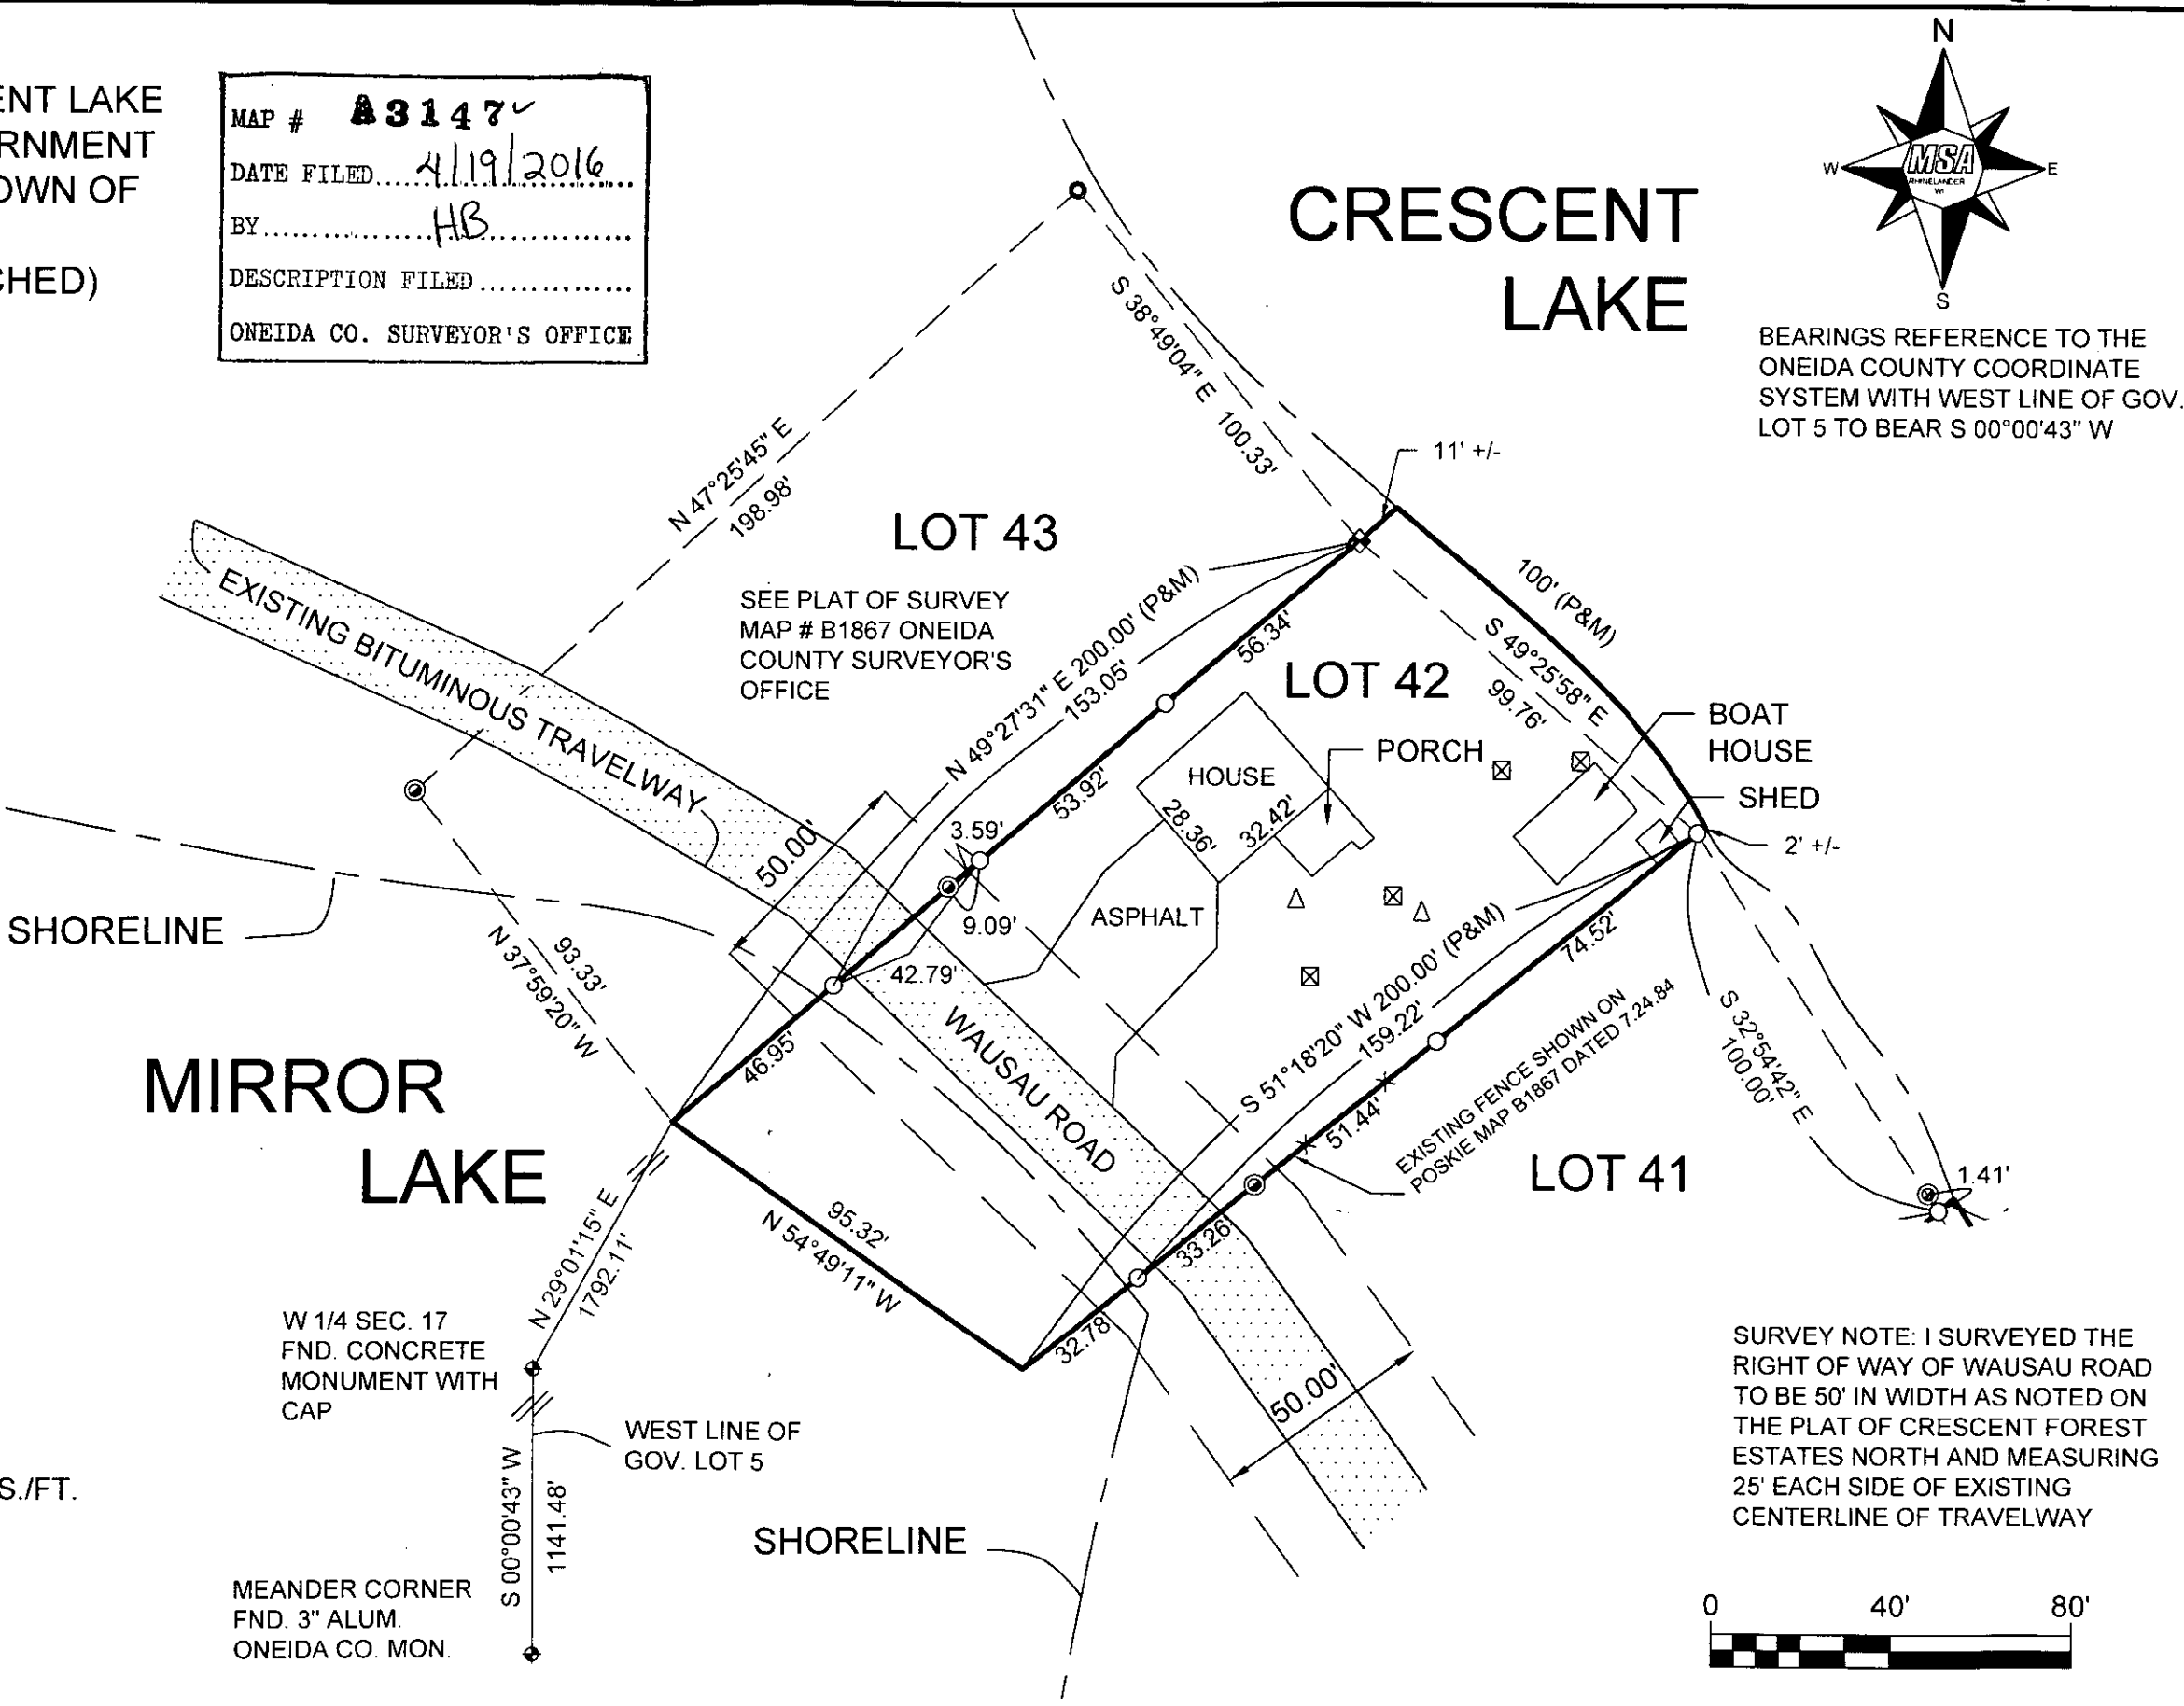 ENT LAKE
RNMENT
OWN OF
CHED)
MAP # A3147
DATE FILED 4/19/2016
BY HB
DESCRIPTION FILED
ONEIDA CO. SURVEYOR'S OFFICE
CRESCENT
LAKE
N
W
E
S
MSA
RHINELANDER
WI
BEARINGS REFERENCE TO THE
ONEIDA COUNTY COORDINATE
SYSTEM WITH WEST LINE OF GOV.
LOT 5 TO BEAR S 00°00'43" W
S 38°49'04" E 100.33'
11' +/-
N 47°25'45" E
198.98'
LOT 43
SEE PLAT OF SURVEY
MAP # B1867 ONEIDA
COUNTY SURVEYOR'S
OFFICE
EXISTING BITUMINOUS TRAVELWAY
N 49°27'31" E 200.00' (P&M)
153.05'
56.34'
100' (P&M)
S 49°25'58" E
99.76'
LOT 42
BOAT
HOUSE
PORCH
HOUSE
SHED
53.92'
28.36'
32.42'
3.59'
50.00'
2' +/-
9.09'
ASPHALT
42.79'
SHORELINE
93.33'
N 37°59'20" W
46.95'
WAUSAU ROAD
S 51°18'20" W 200.00' (P&M)
159.22'
74.52'
EXISTING FENCE SHOWN ON
POSKIE MAP B1867 DATED 7.24.84
51.44'
S 32°54'42" E
100.00'
MIRROR
LAKE
LOT 41
1.41'
95.32'
N 54°49'11" W
33.26'
32.78'
N 29°01'15" E
1792.11'
W 1/4 SEC. 17
FND. CONCRETE
MONUMENT WITH
CAP
50.00'
WEST LINE OF
GOV. LOT 5
S./FT.
S 00°00'43" W
1141.48'
SHORELINE
MEANDER CORNER
FND. 3" ALUM.
ONEIDA CO. MON.
SURVEY NOTE: I SURVEYED THE
RIGHT OF WAY OF WAUSAU ROAD
TO BE 50' IN WIDTH AS NOTED ON
THE PLAT OF CRESCENT FOREST
ESTATES NORTH AND MEASURING
25' EACH SIDE OF EXISTING
CENTERLINE OF TRAVELWAY
0 40' 80'